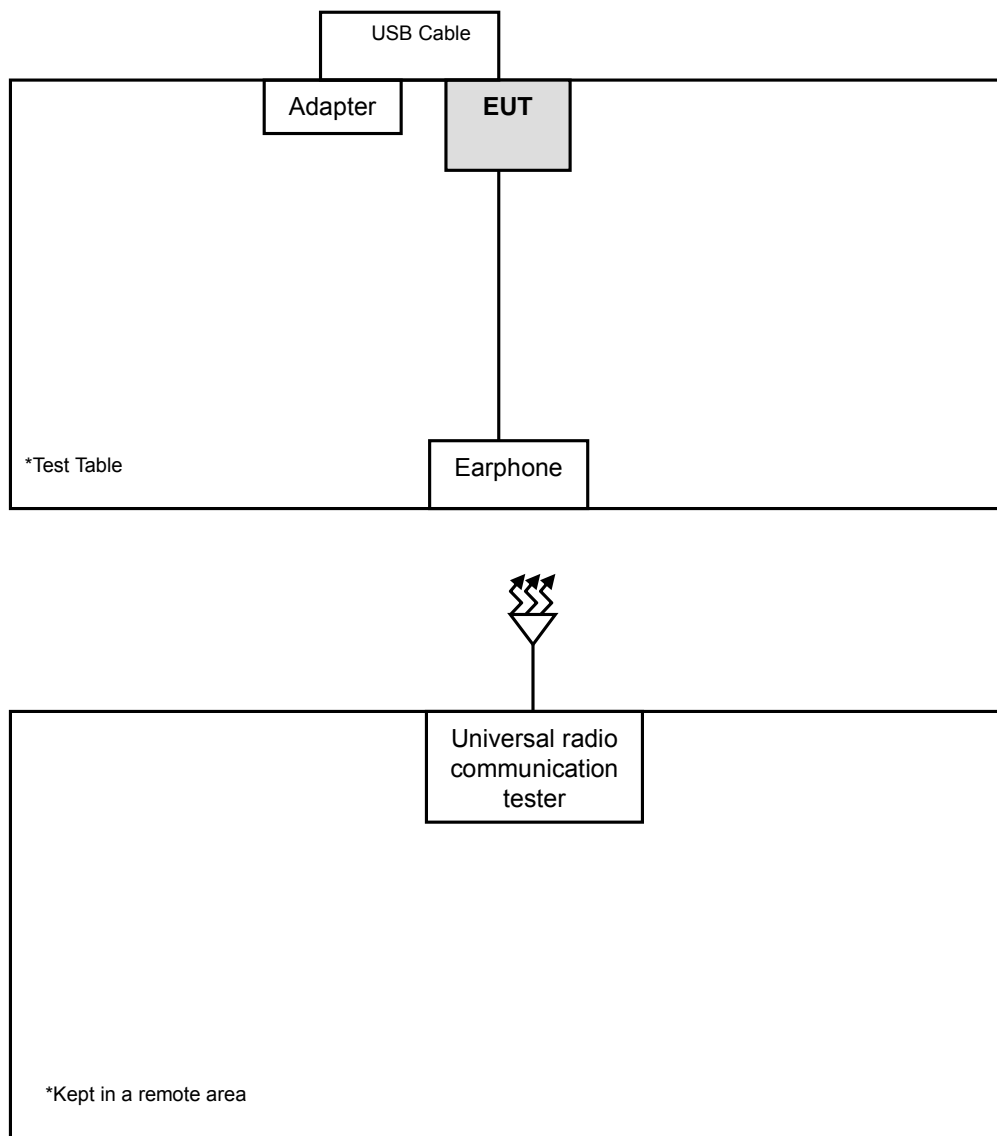 USB Cable
Adapter
EUT
*Test Table
Earphone
Universal radio
communication
tester
*Kept in a remote area